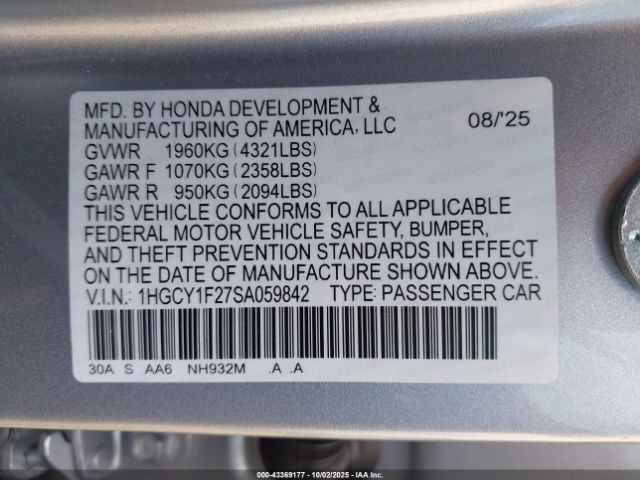 MFD. BY HONDA DEVELOPMENT &
MANUFACTURING OF AMERICA, LLC 08/'25
GVWR 1960KG (4321LBS)
GAWR F 1070KG (2358LBS)
GAWR R 950KG (2094LBS)
THIS VEHICLE CONFORMS TO ALL APPLICABLE
FEDERAL MOTOR VEHICLE SAFETY, BUMPER,
AND THEFT PREVENTION STANDARDS IN EFFECT
ON THE DATE OF MANUFACTURE SHOWN ABOVE.
V.I.N.: 1HGCY1F27SA059842 TYPE: PASSENGER CAR
30A S AA6 NH932M .A .A
000-43369177 - 10/02/2025 - IAAI.COM